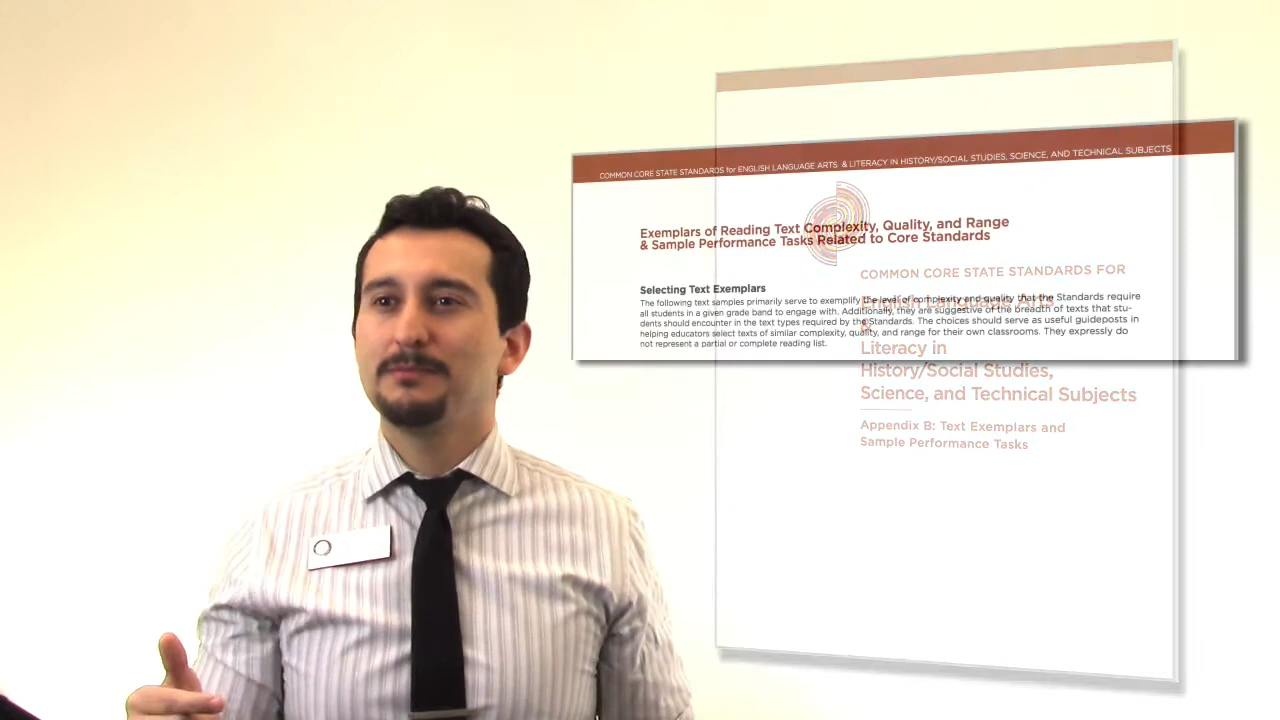 COMMON CORE STATE STANDARDS for ENGLISH LANGUAGE ARTS & LITERACY IN HISTORY/SOCIAL STUDIES, SCIENCE, AND TECHNICAL SUBJECTS
Exemplars of Reading Text Complexity, Quality, and Range
& Sample Performance Tasks Related to Core Standards
Selecting Text Exemplars
The following text samples primarily serve to exemplify the level of complexity and quality that the Standards require
all students in a given grade band to engage with. Additionally, they are suggestive of the breadth of texts that stu-
dents should encounter in the text types required by the Standards. The choices should serve as useful guideposts in
helping educators select texts of similar complexity, quality, and range for their own classrooms. They expressly do
not represent a partial or complete reading list.
COMMON CORE STATE STANDARDS FOR
English Language Arts
&
Literacy in
History/Social Studies,
Science, and Technical Subjects
Appendix B: Text Exemplars and
Sample Performance Tasks